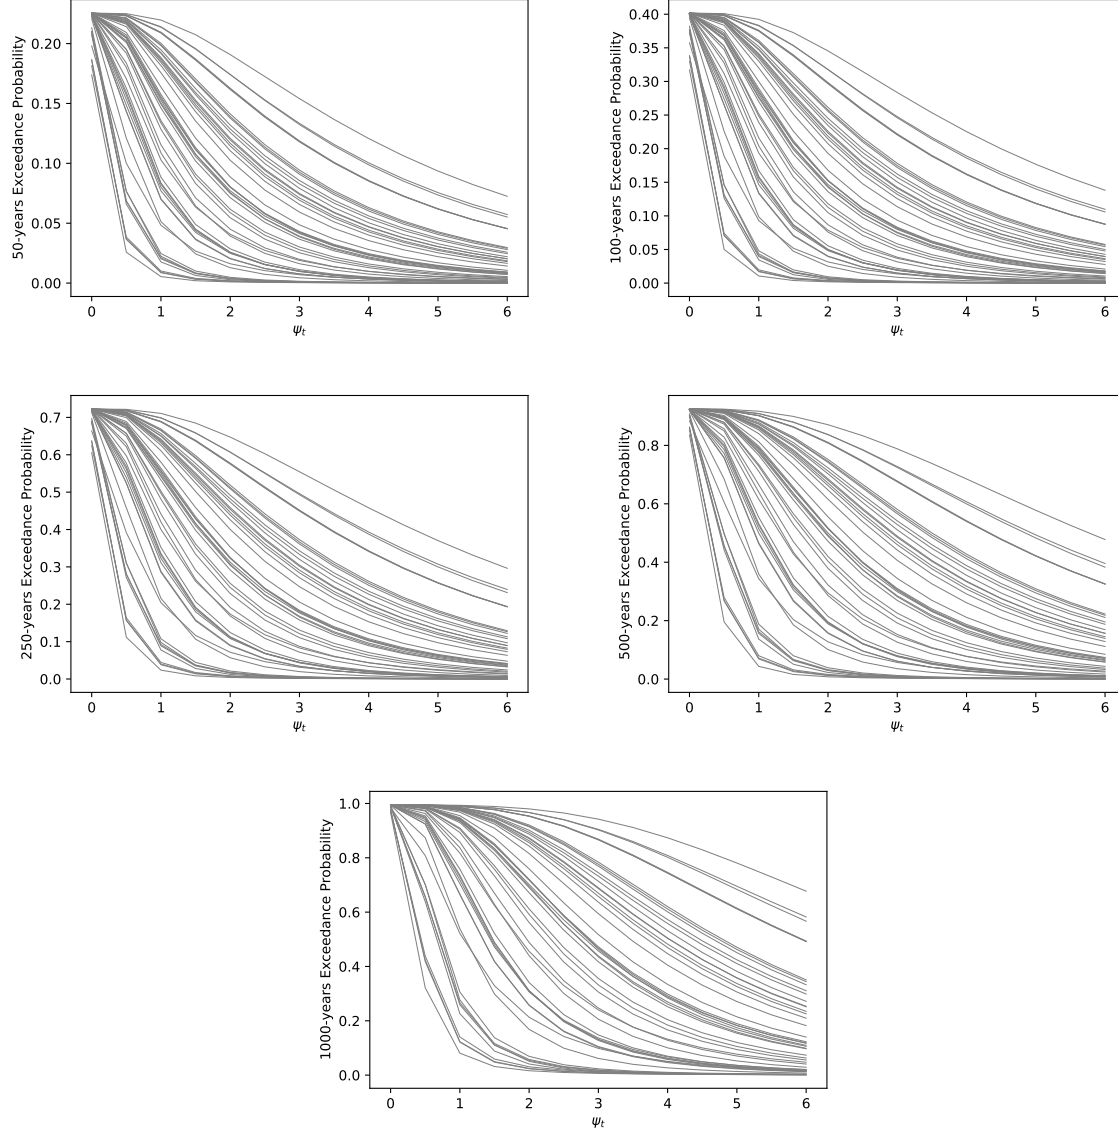 50-years Exceedance Probability
0.20
0.15
0.10
0.05
0.00
0 1 2 3 4 5 6
ψt
100-years Exceedance Probability
0.40
0.35
0.30
0.25
0.20
0.15
0.10
0.05
0.00
0 1 2 3 4 5 6
ψt
250-years Exceedance Probability
0.7
0.6
0.5
0.4
0.3
0.2
0.1
0.0
0 1 2 3 4 5 6
ψt
500-years Exceedance Probability
0.8
0.6
0.4
0.2
0.0
0 1 2 3 4 5 6
ψt
1000-years Exceedance Probability
1.0
0.8
0.6
0.4
0.2
0.0
0 1 2 3 4 5 6
ψt